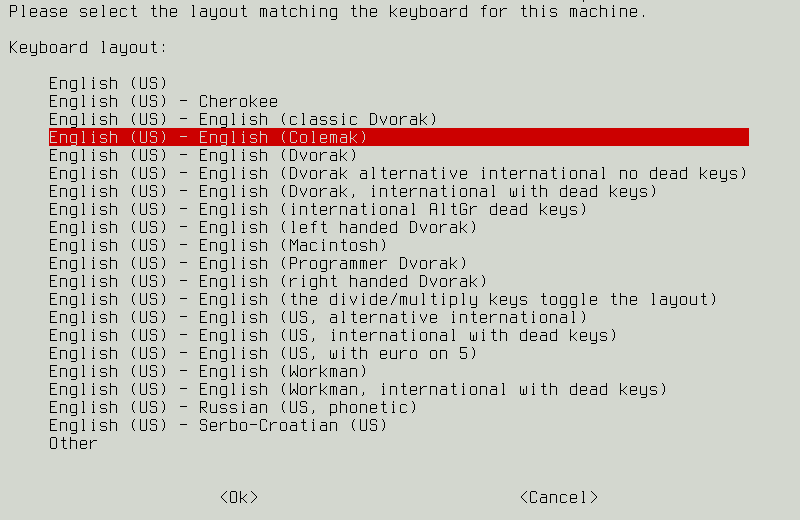 Please select the layout matching the keyboard for this machine.
Keyboard layout:
English (US)
English (US) - Cherokee
English (US) - English (classic Dvorak)
English (US) - English (Colemak)
English (US) - English (Dvorak)
English (US) - English (Dvorak alternative international no dead keys)
English (US) - English (Dvorak, international with dead keys)
English (US) - English (international AltGr dead keys)
English (US) - English (left handed Dvorak)
English (US) - English (Macintosh)
English (US) - English (Programmer Dvorak)
English (US) - English (right handed Dvorak)
English (US) - English (the divide/multiply keys toggle the layout)
English (US) - English (US, alternative international)
English (US) - English (US, international with dead keys)
English (US) - English (US, with euro on 5)
English (US) - English (Workman)
English (US) - English (Workman, international with dead keys)
English (US) - Russian (US, phonetic)
English (US) - Serbo-Croatian (US)
Other
<Ok> <Cancel>